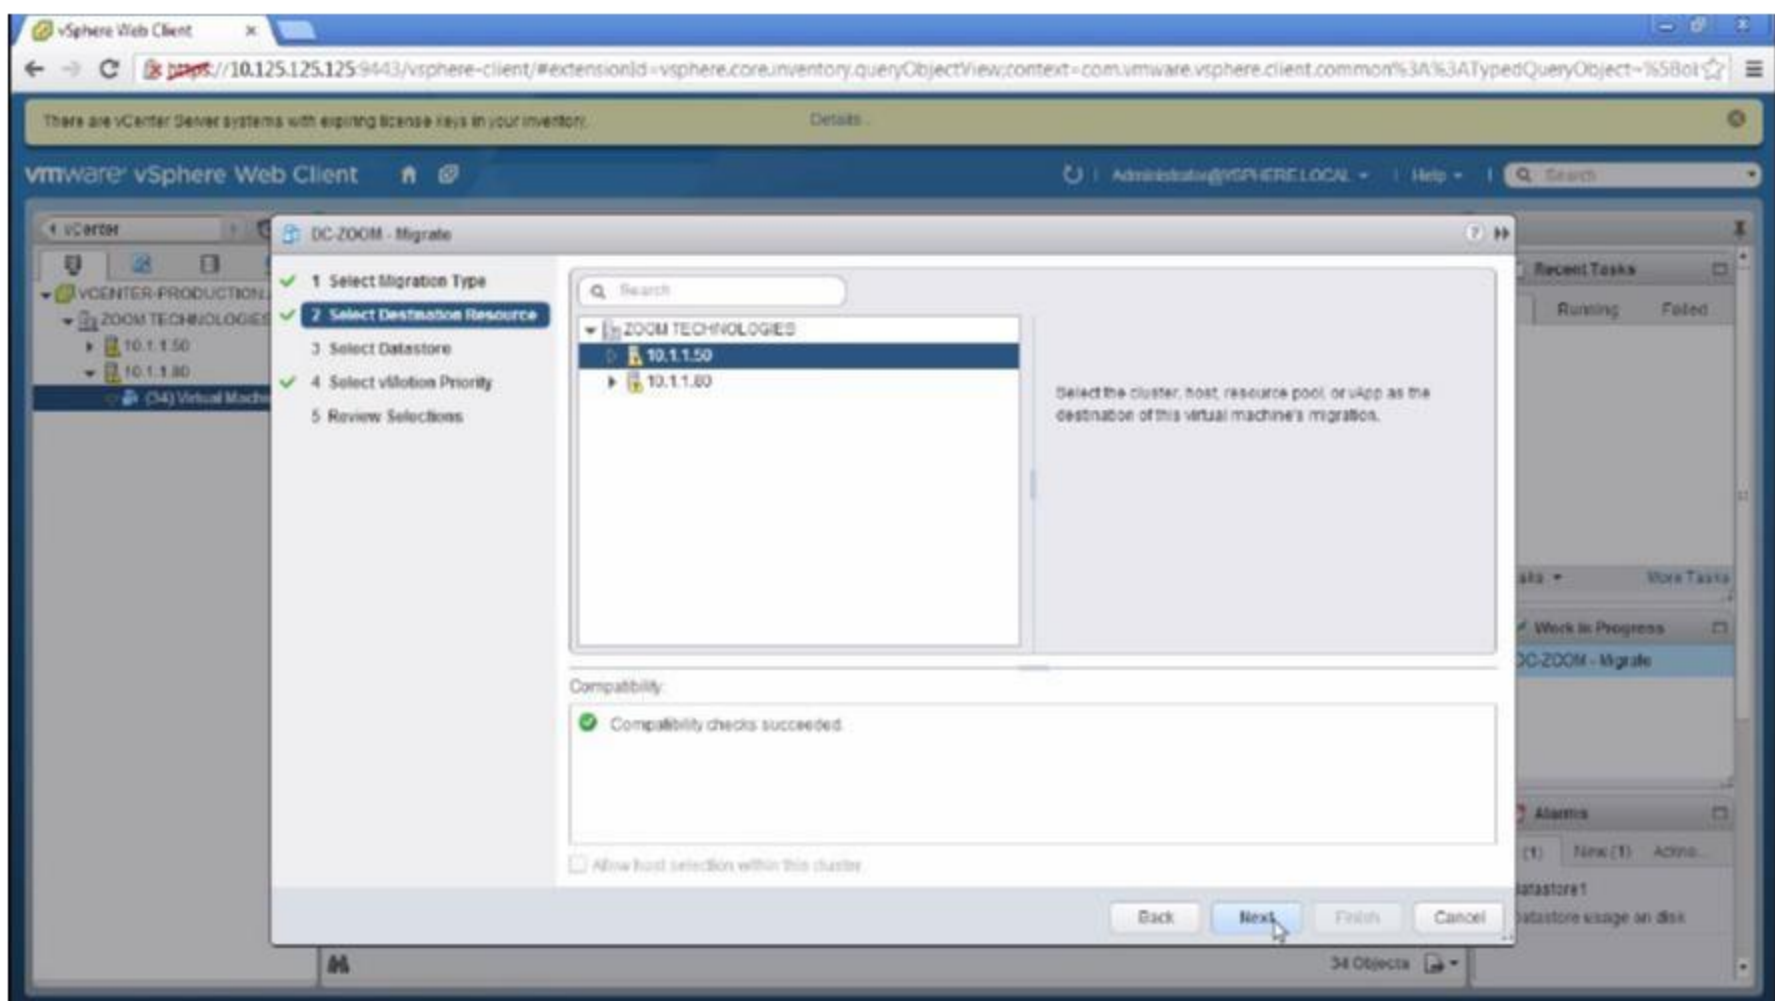 vSphere Web Client
https://10.125.125.125:9443/vsphere-client/#extensionId=vsphere.core.inventory.queryObjectView;context=com.vmware.vsphere.client.common%3A%3ATypedQueryObject~%5B
There are vCenter Server systems with expiring license keys in your inventory. Details...
vmware vSphere Web Client
Administrator@VSPHERE.LOCAL Help Search
vCenter
VCENTER-PRODUCTION
ZOOM TECHNOLOGIES
10.1.1.50
10.1.1.80
(34) Virtual Machi
DC-ZOOM - Migrate
1 Select Migration Type
2 Select Destination Resource
3 Select Datastore
4 Select vMotion Priority
5 Review Selections
Search
ZOOM TECHNOLOGIES
10.1.1.50
10.1.1.80
Select the cluster, host, resource pool, or vApp as the
destination of this virtual machine's migration.
Compatibility:
Compatibility checks succeeded.
Allow host selection within this cluster
Back Next Finish Cancel
34 Objects
Recent Tasks
Running Failed
More Tasks
Work In Progress
DC-ZOOM - Migrate
Alarms
(1) New (1) Ackno...
datastore1
Datastore usage on disk